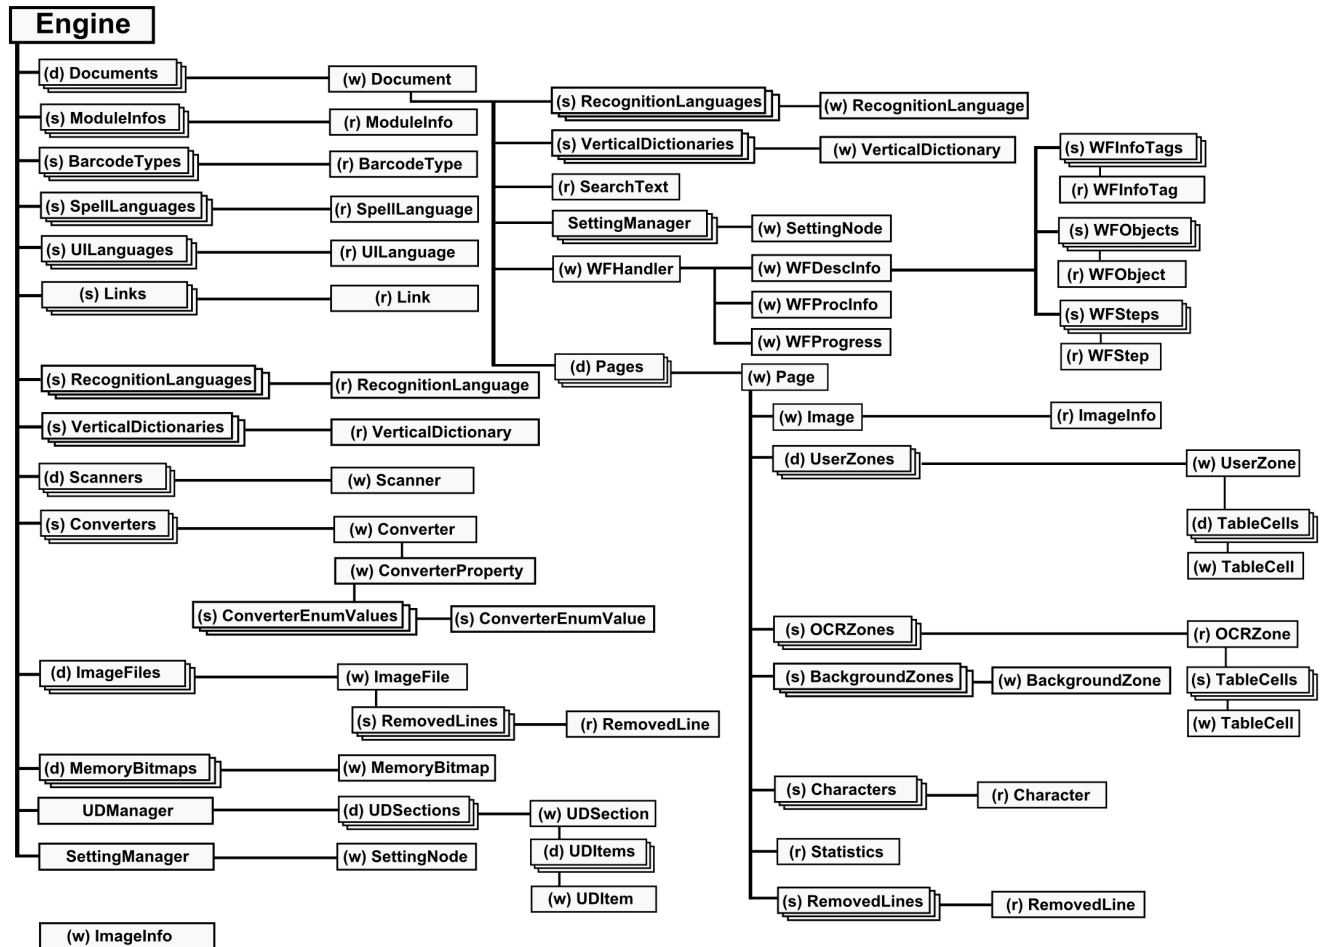 Engine
(d) Documents
(w) Document
(s) RecognitionLanguages
(w) RecognitionLanguage
(s) ModuleInfos
(r) ModuleInfo
(s) VerticalDictionaries
(w) VerticalDictionary
(s) WFInfoTags
(s) BarcodeTypes
(r) BarcodeType
(r) SearchText
(r) WFInfoTag
(s) SpellLanguages
(r) SpellLanguage
SettingManager
(w) SettingNode
(s) WFObjects
(s) UILanguages
(r) UILanguage
(w) WFHandler
(w) WFDescInfo
(r) WFObject
(s) Links
(r) Link
(w) WFProcInfo
(s) WFSteps
(w) WFProgress
(r) WFStep
(d) Pages
(w) Page
(s) RecognitionLanguages
(r) RecognitionLanguage
(w) Image
(r) ImageInfo
(s) VerticalDictionaries
(r) VerticalDictionary
(d) UserZones
(w) UserZone
(d) Scanners
(w) Scanner
(s) Converters
(w) Converter
(d) TableCells
(w) ConverterProperty
(w) TableCell
(s) ConverterEnumValues
(s) ConverterEnumValue
(s) OCRZones
(r) OCRZone
(d) ImageFiles
(w) ImageFile
(s) BackgroundZones
(w) BackgroundZone
(s) TableCells
(s) RemovedLines
(r) RemovedLine
(w) TableCell
(d) MemoryBitmaps
(w) MemoryBitmap
(s) Characters
(r) Character
UDManager
(d) UDSections
(w) UDSection
SettingManager
(w) SettingNode
(d) UDItems
(r) Statistics
(w) UDItem
(s) RemovedLines
(r) RemovedLine
(w) ImageInfo